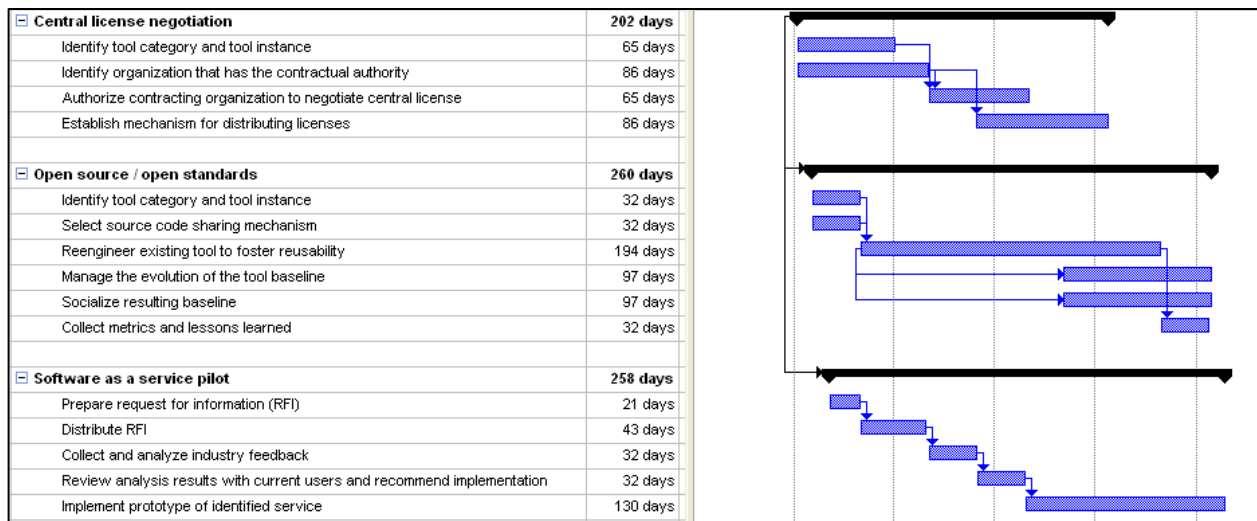 Central license negotiation 202 days
Identify tool category and tool instance 65 days
Identify organization that has the contractual authority 86 days
Authorize contracting organization to negotiate central license 65 days
Establish mechanism for distributing licenses 86 days
Open source / open standards 260 days
Identify tool category and tool instance 32 days
Select source code sharing mechanism 32 days
Reengineer existing tool to foster reusability 194 days
Manage the evolution of the tool baseline 97 days
Socialize resulting baseline 97 days
Collect metrics and lessons learned 32 days
Software as a service pilot 258 days
Prepare request for information (RFI) 21 days
Distribute RFI 43 days
Collect and analyze industry feedback 32 days
Review analysis results with current users and recommend implementation 32 days
Implement prototype of identified service 130 days